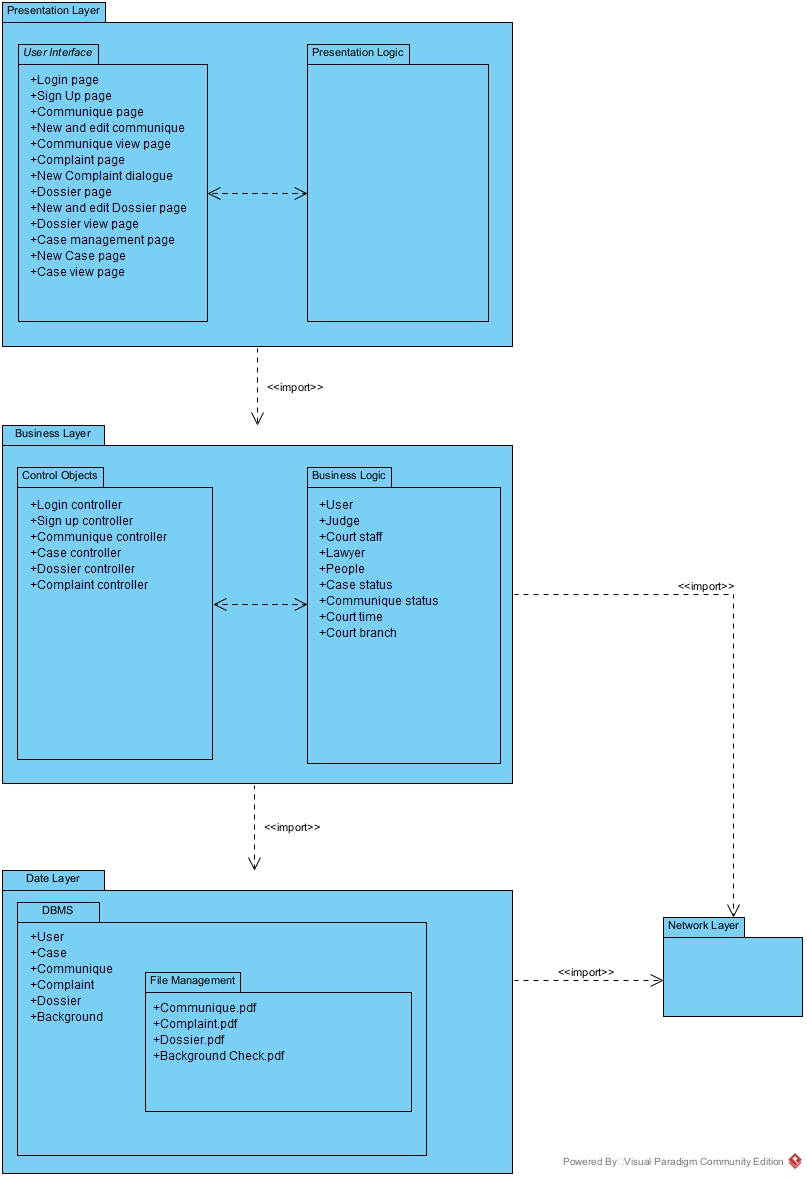 Presentation Layer
User Interface
+Login page
+Sign Up page
+Communique page
+New and edit communique
+Communique view page
+Complaint page
+New Complaint dialogue
+Dossier page
+New and edit Dossier page
+Dossier view page
+Case management page
+New Case page
+Case view page
Presentation Logic
<<import>>
Business Layer
Control Objects
+Login controller
+Sign up controller
+Communique controller
+Case controller
+Dossier controller
+Complaint controller
Business Logic
+User
+Judge
+Court staff
+Lawyer
+People
+Case status
+Communique status
+Court time
+Court branch
<<import>>
<<import>>
Date Layer
DBMS
+User
+Case
+Communique
+Complaint
+Dossier
+Background
File Management
+Communique.pdf
+Complaint.pdf
+Dossier.pdf
+Background Check.pdf
<<import>>
Network Layer
Powered By Visual Paradigm Community Edition